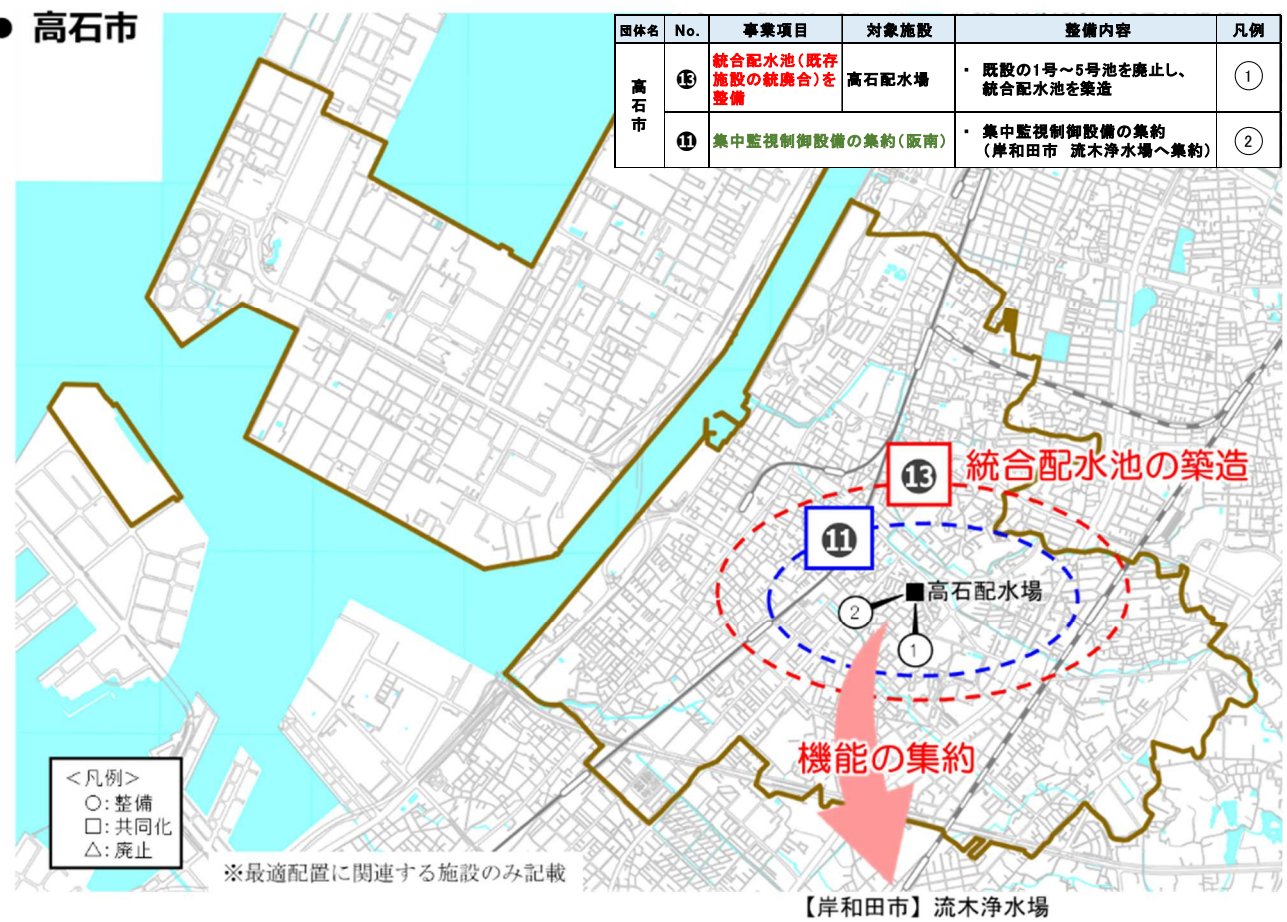 ● 高石市
団体名 No. 事業項目 対象施設 整備内容 凡例
高石市
⓭ 統合配水池（既存施設の統廃合）を整備 高石配水場 ・ 既設の1号～5号池を廃止し、統合配水池を築造 ①
⓫ 集中監視制御設備の集約（阪南） ・ 集中監視制御設備の集約（岸和田市 流木浄水場へ集約） ②
⓭ 統合配水池の築造
⓫
■高石配水場
②
①
機能の集約
＜凡例＞
○：整備
□：共同化
△：廃止
※最適配置に関連する施設のみ記載
【岸和田市】流木浄水場